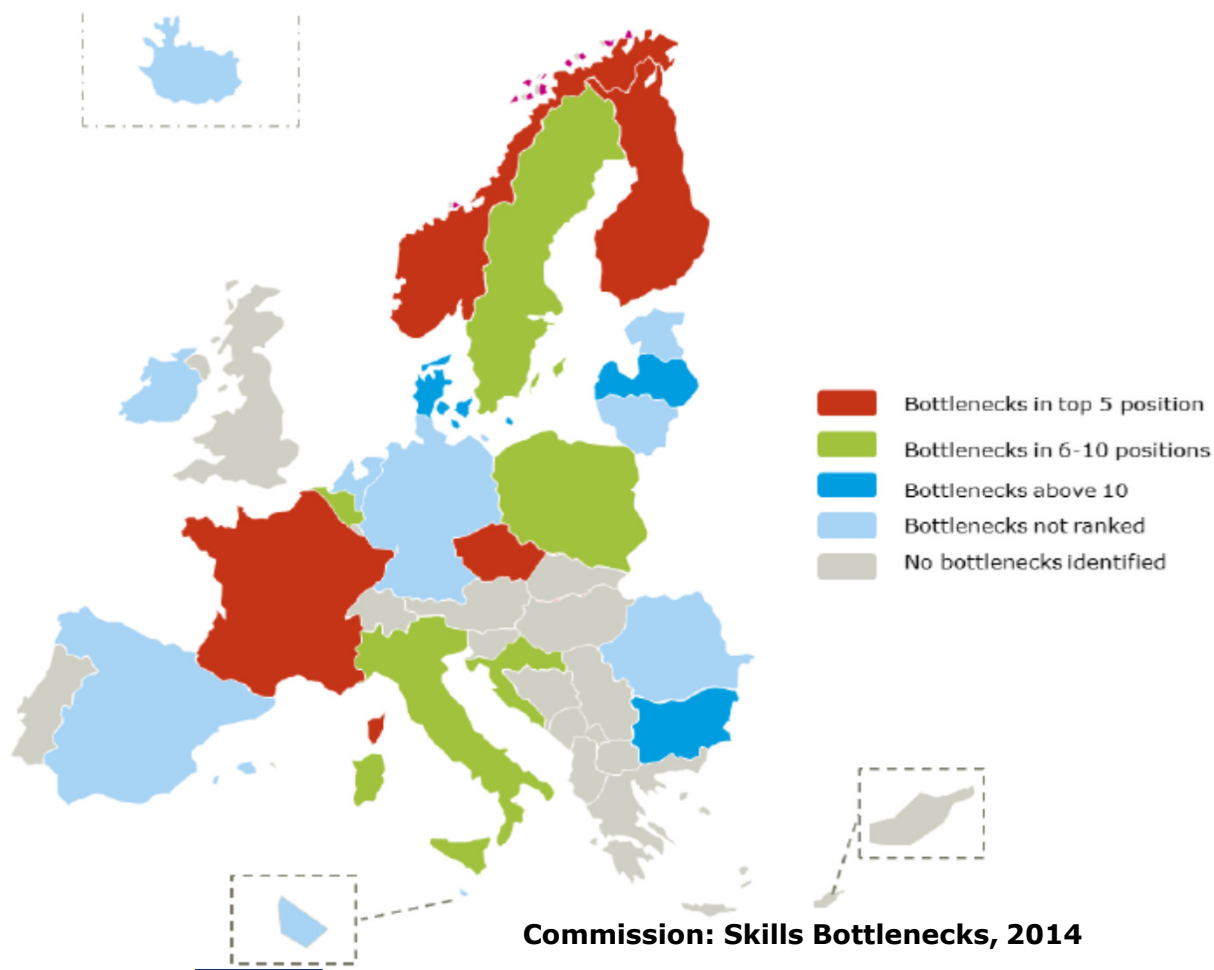 Bottlenecks in top 5 position
Bottlenecks in 6-10 positions
Bottlenecks above 10
Bottlenecks not ranked
No bottlenecks identified
Commission: Skills Bottlenecks, 2014